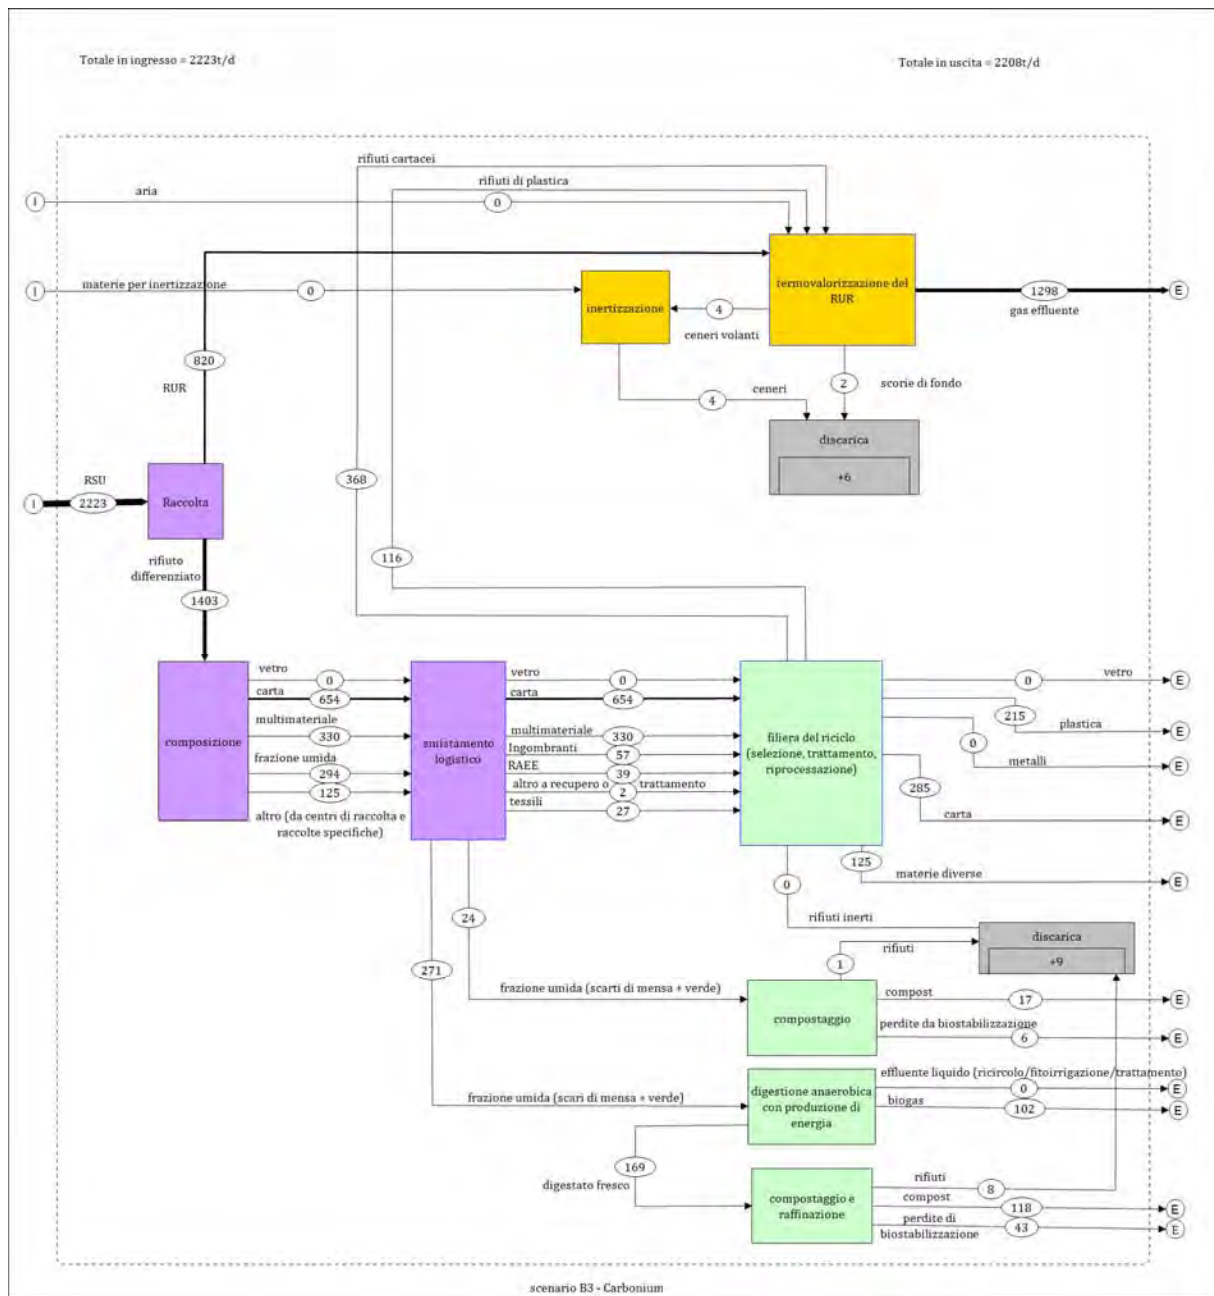 Totale in ingresso = 2223t/d
Totale in uscita = 2208t/d
rifiuti cartacei
rifiuti di plastica
aria
I
0
I
materie per inertizzazione
0
inertizzazione
termovalorizzazione del
RUR
1298
E
gas effluente
4
ceneri volanti
820
RUR
2
scorie di fondo
ceneri
4
discarica
+6
RSU
I
2223
Raccolta
368
116
rifiuto
differenziato
1403
composizione
vetro
0
carta
654
multimateriale
330
frazione umida
294
125
altro (da centri di raccolta e
raccolte specifiche)
smistamento
logistico
vetro
0
carta
654
multimateriale
330
Ingombranti
57
RAEE
39
altro a recupero o trattamento
2
tessili
27
filiera del riciclo
(selezione, trattamento,
riprocessazione)
0
vetro
E
215
plastica
E
0
metalli
E
285
carta
E
125
materie diverse
E
0
rifiuti inerti
24
271
discarica
+9
rifiuti
1
frazione umida (scarti di mensa + verde)
compostaggio
compost
17
E
perdite da biostabilizzazione
6
E
effluente liquido (ricircolo/fitoirrigazione/trattamento)
0
E
frazione umida (scari di mensa + verde)
digestione anaerobica
con produzione di
energia
biogas
102
E
169
digestato fresco
compostaggio e
raffinazione
rifiuti
8
compost
118
E
perdite di
biostabilizzazione
43
E
scenario B3 - Carbonium